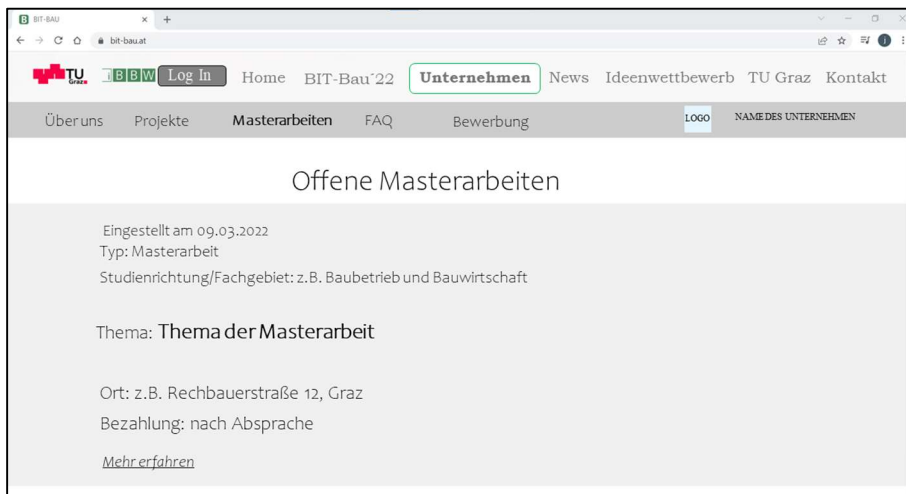 BIT-BAU
bit-bau.at
TU Graz BBW Log In Home BIT-Bau´22 Unternehmen News Ideenwettbewerb TU Graz Kontakt
Über uns Projekte Masterarbeiten FAQ Bewerbung LOGO NAME DES UNTERNEHMEN
Offene Masterarbeiten
Eingestellt am 09.03.2022
Typ: Masterarbeit
Studienrichtung/Fachgebiet: z.B. Baubetrieb und Bauwirtschaft
Thema: Thema der Masterarbeit
Ort: z.B. Rechbauerstraße 12, Graz
Bezahlung: nach Absprache
Mehr erfahren